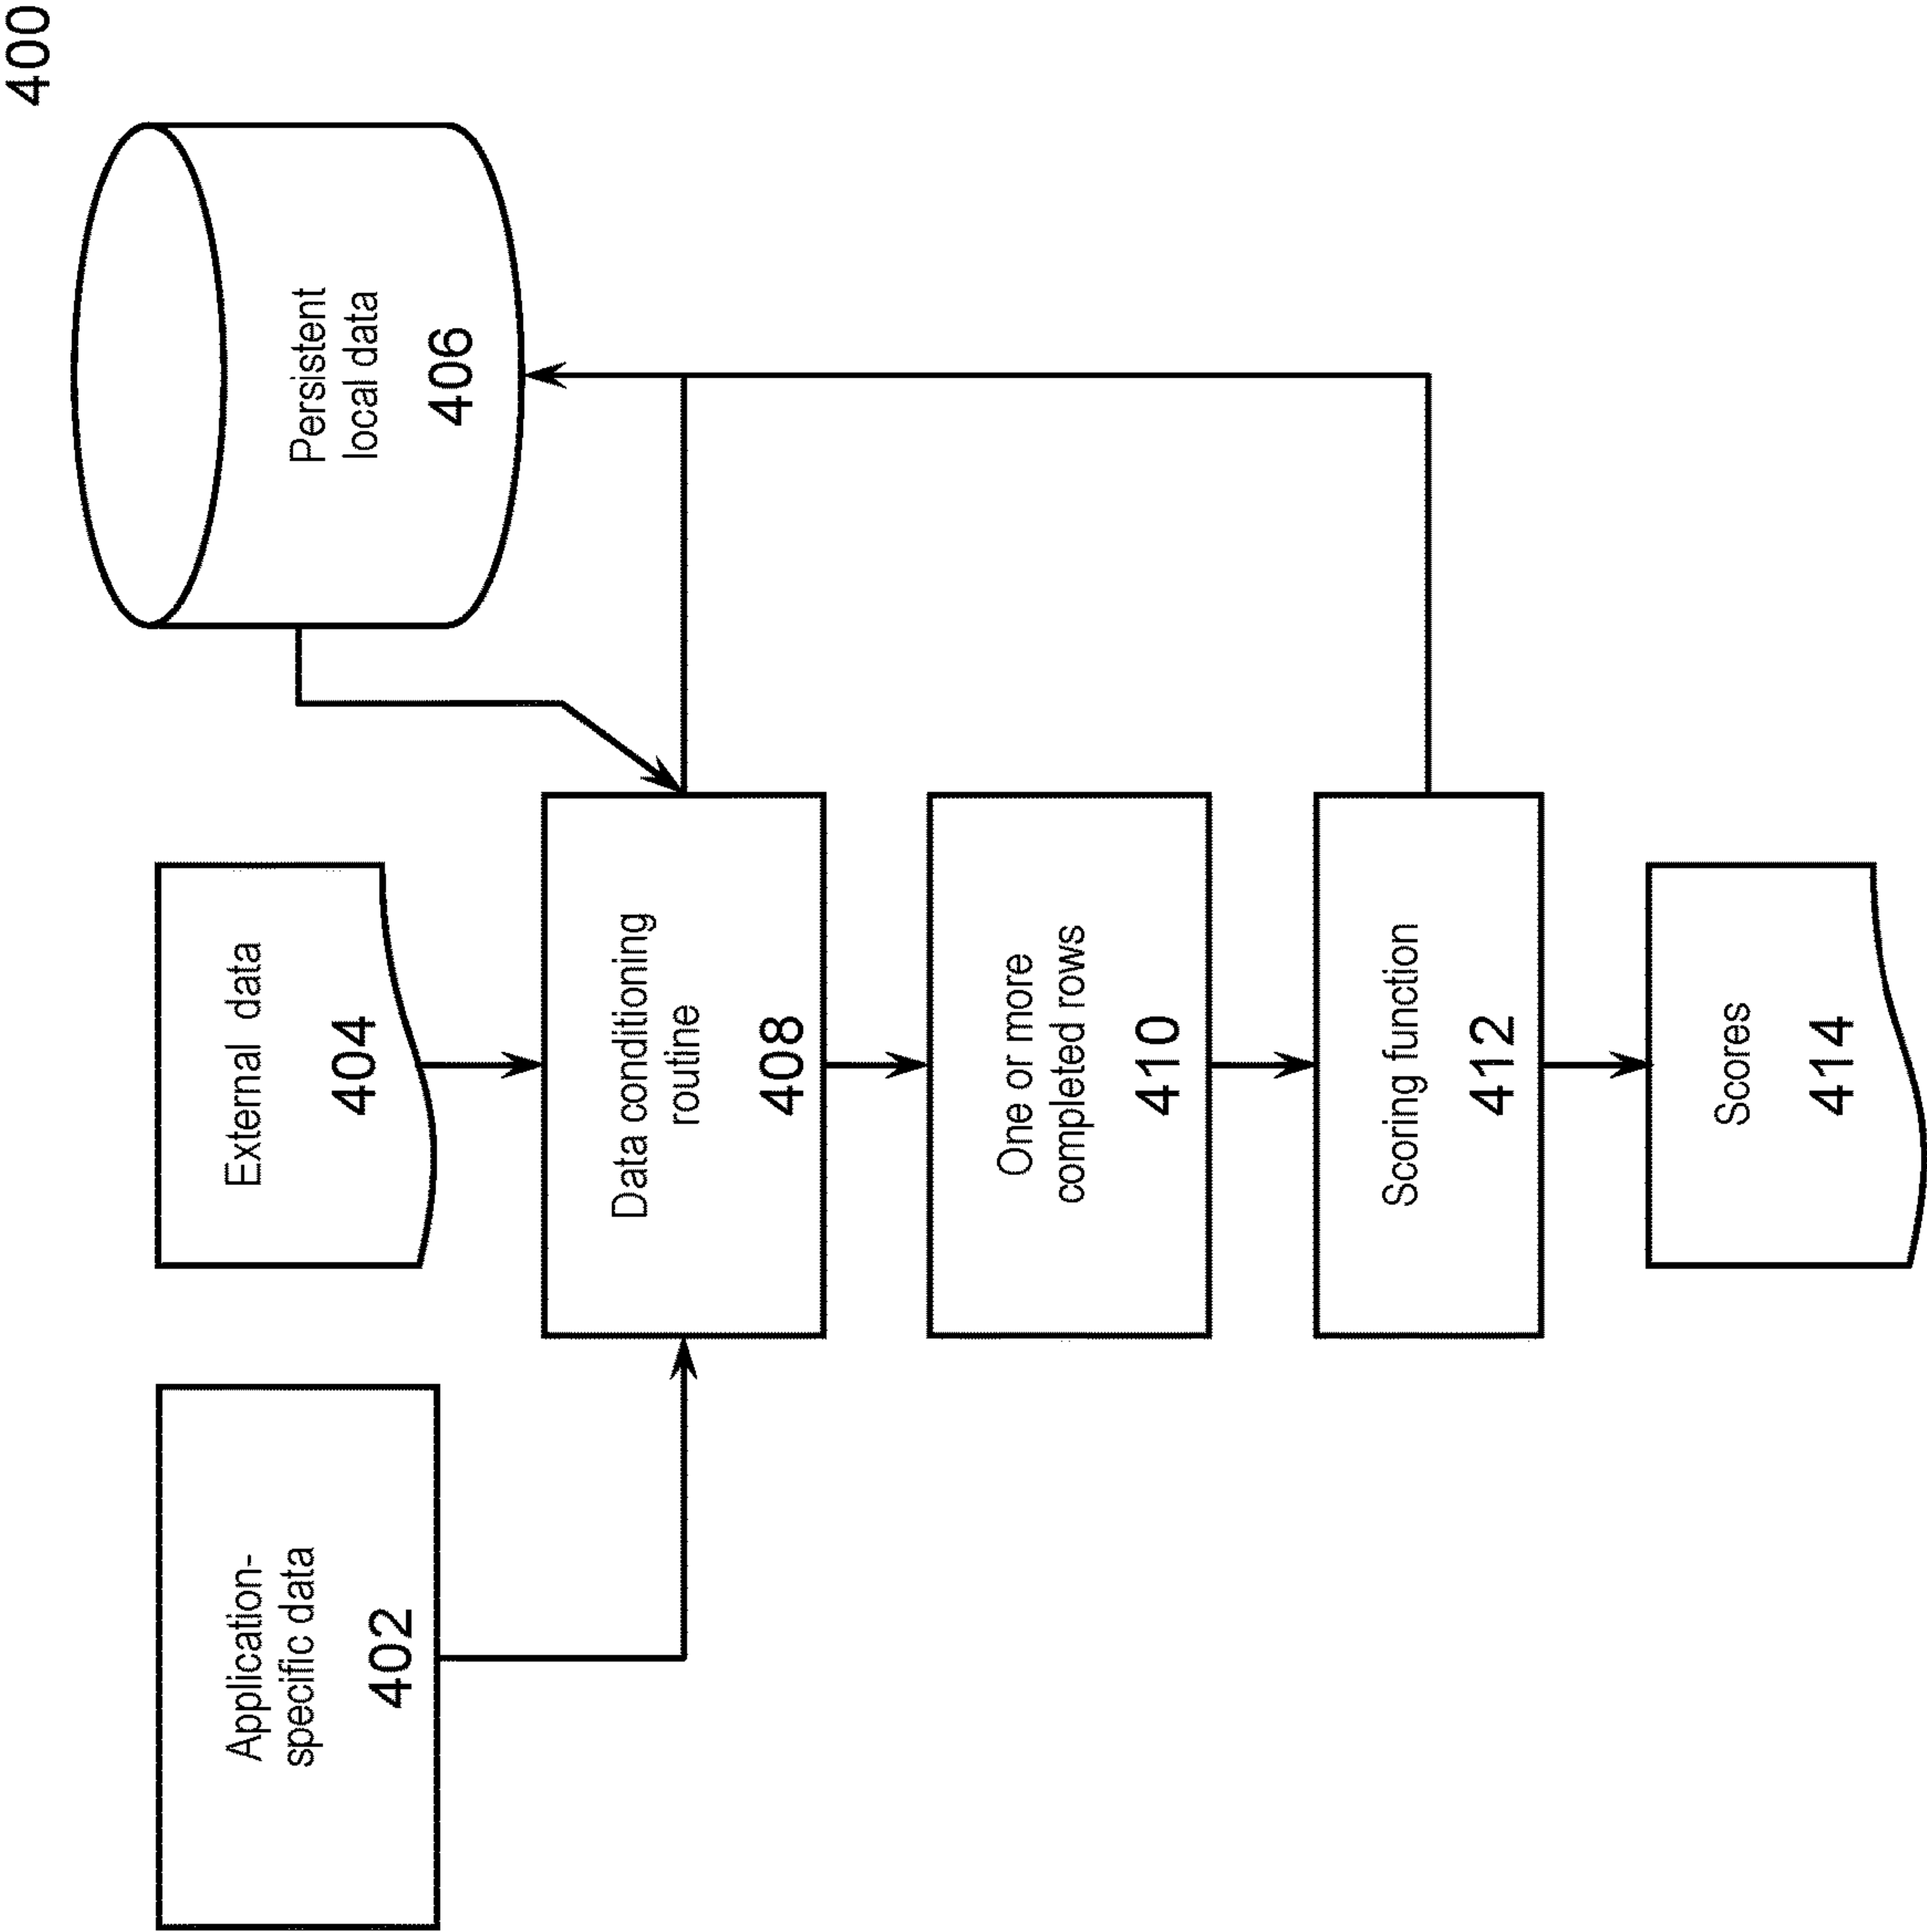 400
Application-
specific data
402
External data
404
Persistent
local data
406
Data conditioning
routine
408
One or more
completed rows
410
Scoring function
412
Scores
414